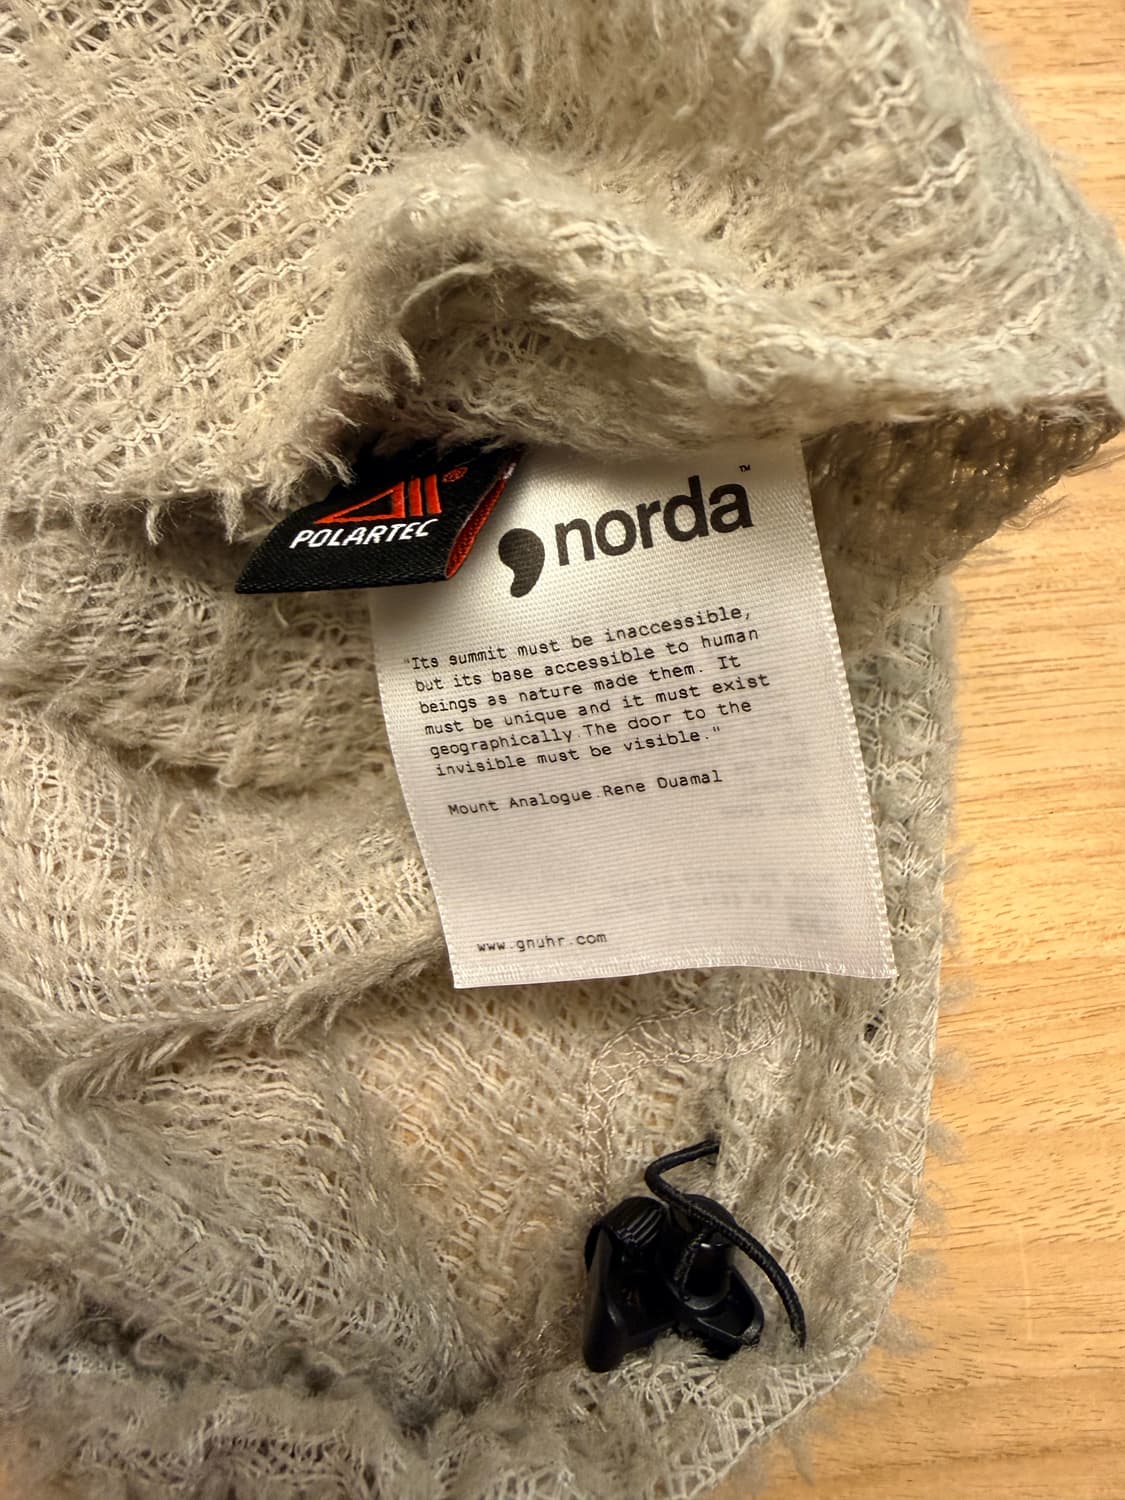 POLARTEC
norda™
"Its summit must be inaccessible,
but its base accessible to human
beings as nature made them. It
must be unique and it must exist
geographically.The door to the
invisible must be visible."
Mount Analogue.Rene Duamal
www.gnuhr.com